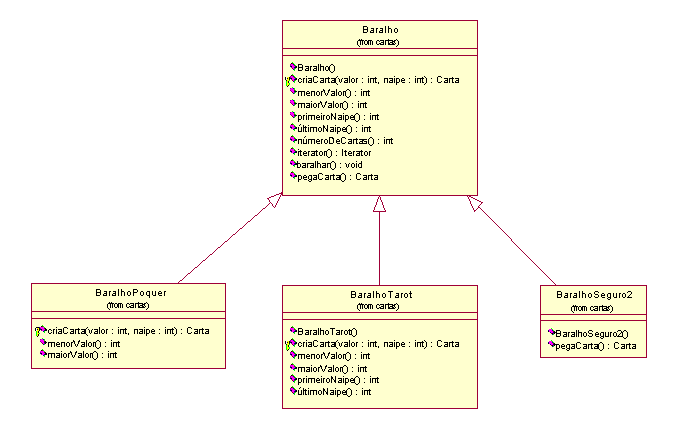 Baralho
(from cartas)
Baralho()
criaCarta(valor : int, naipe : int) : Carta
menorValor() : int
maiorValor() : int
primeiroNaipe() : int
últimoNaipe() : int
númeroDeCartas() : int
iterator() : Iterator
baralhar() : void
pegaCarta() : Carta
BaralhoPoquer
(from cartas)
criaCarta(valor : int, naipe : int) : Carta
menorValor() : int
maiorValor() : int
BaralhoTarot
(from cartas)
BaralhoTarot()
criaCarta(valor : int, naipe : int) : Carta
menorValor() : int
maiorValor() : int
primeiroNaipe() : int
últimoNaipe() : int
BaralhoSeguro2
(from cartas)
BaralhoSeguro2()
pegaCarta() : Carta